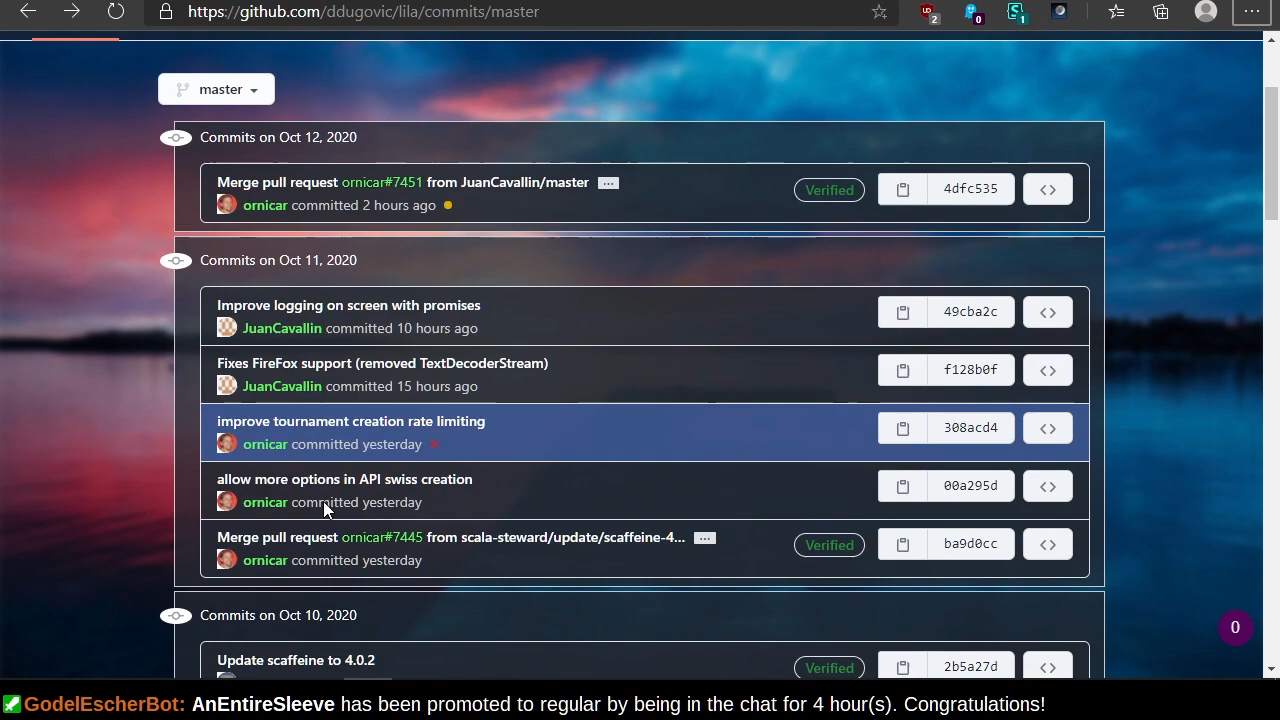 https://github.com/ddugovic/lila/commits/master
2
0
1
master
Commits on Oct 12, 2020
Merge pull request ornicar#7451 from JuanCavallin/master ...
Verified
4dfc535
ornicar committed 2 hours ago
Commits on Oct 11, 2020
Improve logging on screen with promises
49cba2c
JuanCavallin committed 10 hours ago
Fixes FireFox support (removed TextDecoderStream)
f128b0f
JuanCavallin committed 15 hours ago
improve tournament creation rate limiting
308acd4
ornicar committed yesterday
allow more options in API swiss creation
00a295d
ornicar committed yesterday
Merge pull request ornicar#7445 from scala-steward/update/scaffeine-4... ...
Verified
ba9d0cc
ornicar committed yesterday
Commits on Oct 10, 2020
0
Update scaffeine to 4.0.2
Verified
2b5a27d
GodelEscherBot: AnEntireSleeve has been promoted to regular by being in the chat for 4 hour(s). Congratulations!